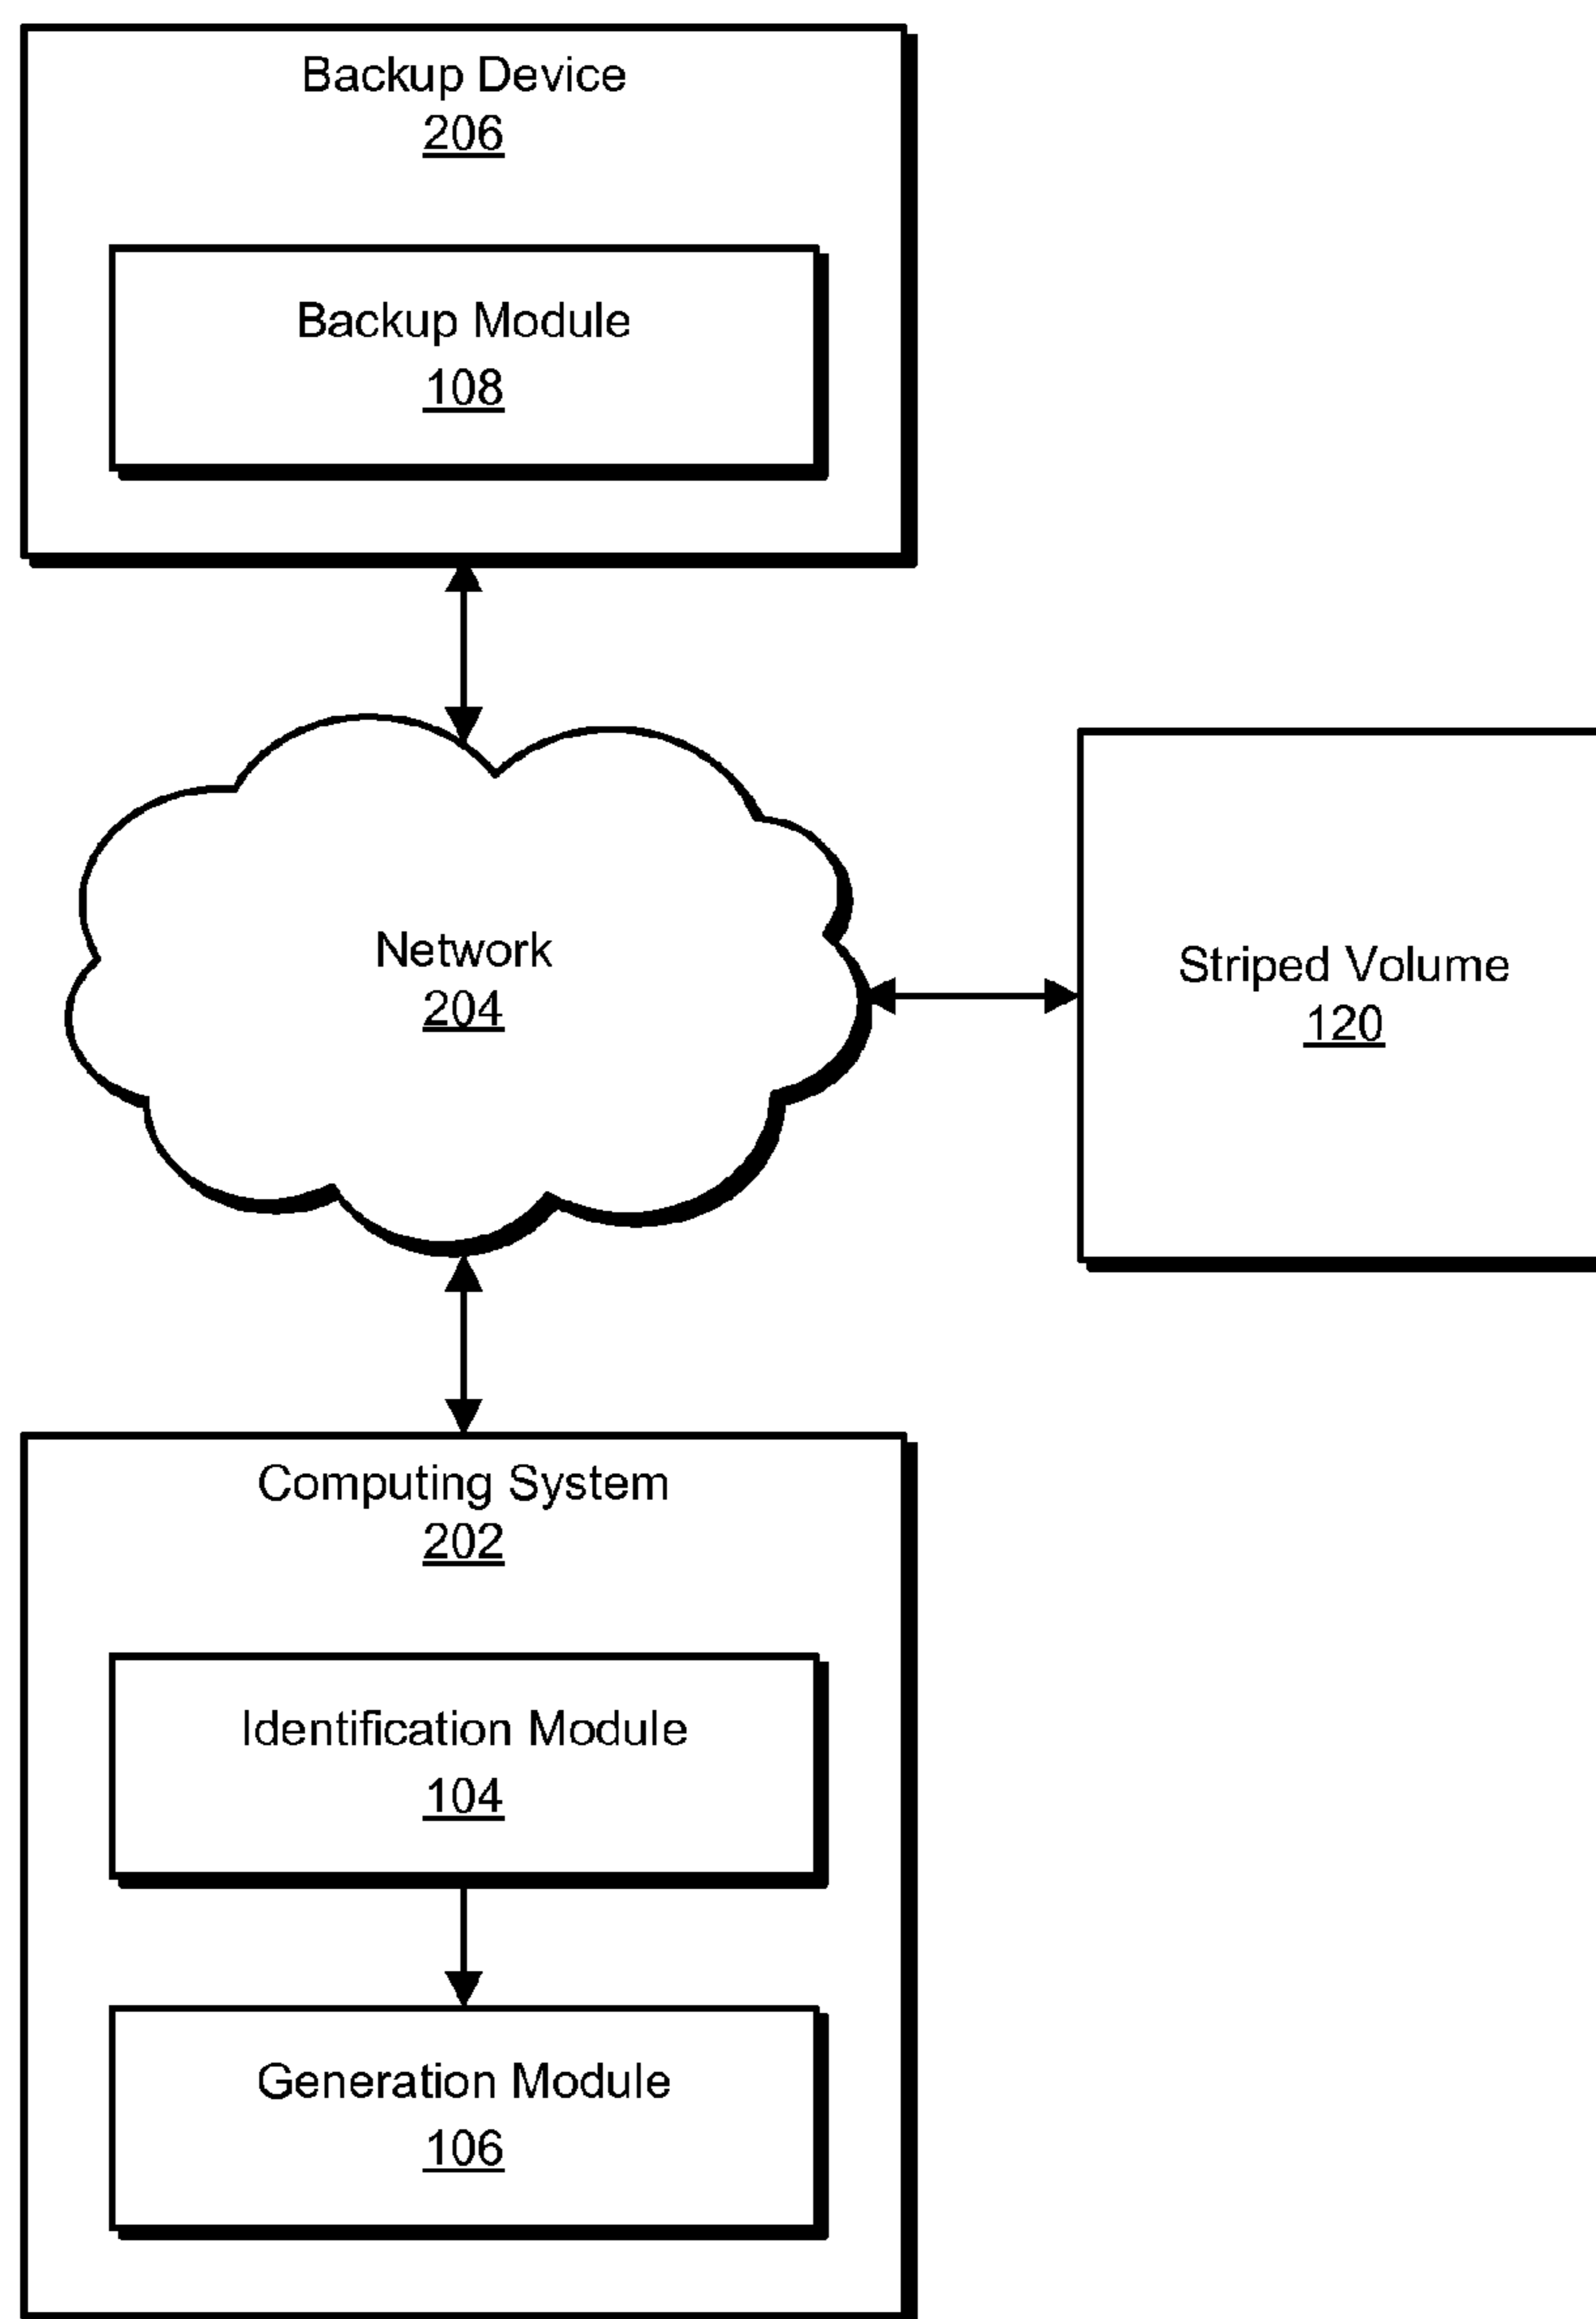 Backup Device
206
Backup Module
108
Network
204
Striped Volume
120
Computing System
202
Identification Module
104
Generation Module
106